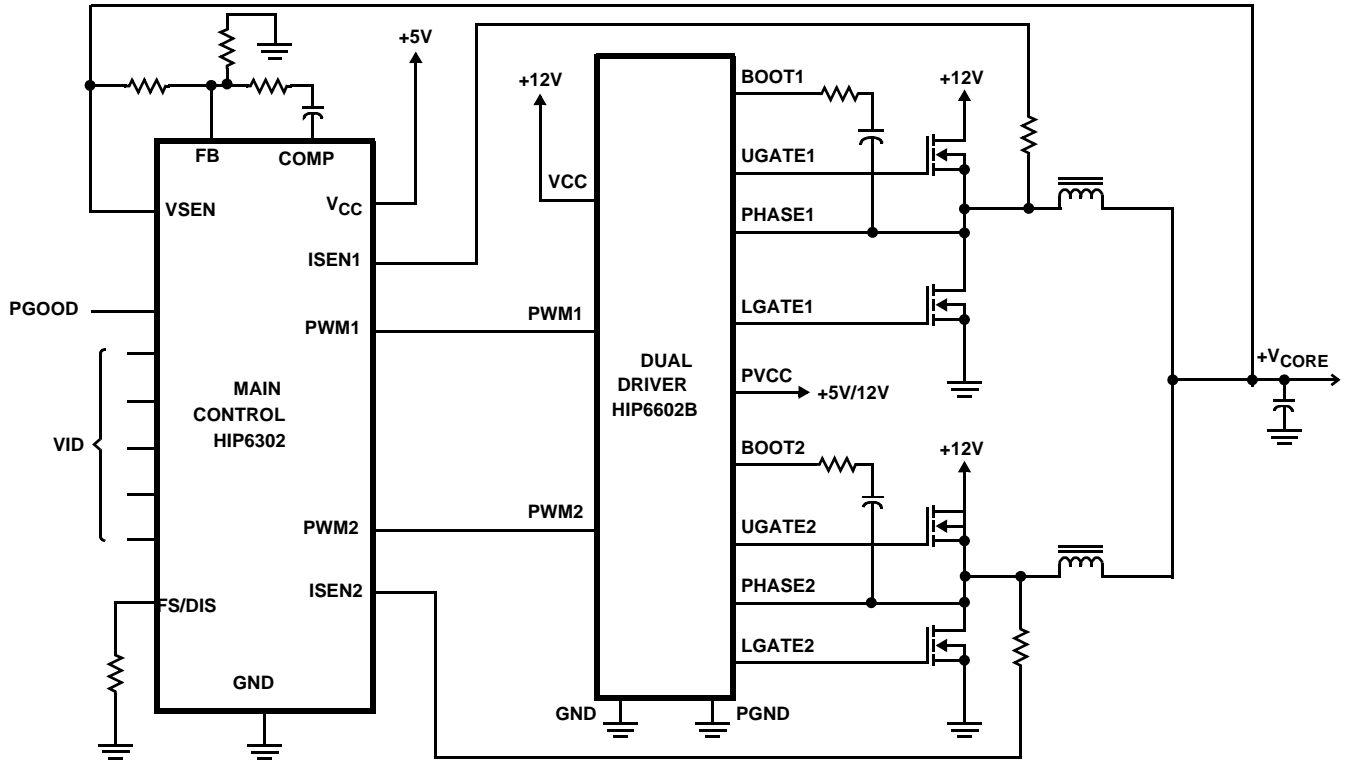 +5V
+12V
BOOT1
+12V
FB
COMP
UGATE1
VCC
VSEN
VCC
PHASE1
ISEN1
PGOOD
PWM1
PWM1
LGATE1
+VCORE
MAIN
CONTROL
HIP6302
DUAL
DRIVER
HIP6602B
PVCC
+5V/12V
VID
BOOT2
+12V
PWM2
PWM2
UGATE2
ISEN2
PHASE2
FS/DIS
LGATE2
GND
GND
PGND